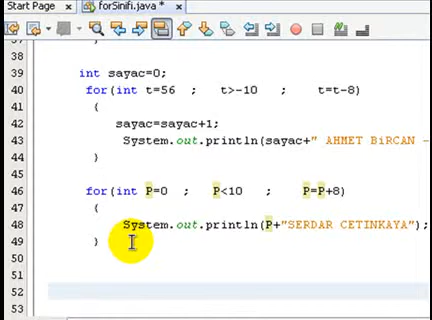 Start Page × forSinifi.java * ×
37 }
38
39 int sayac=0;
40 for(int t=56 ; t>-10 ; t=t-8)
41 {
42 sayac=sayac+1;
43 System.out.println(sayac+" AHMET BiRCAN -
44 }
45
46 for(int P=0 ; P<10 ; P=P+8)
47 {
48 System.out.println(P+"SERDAR CETINKAYA");
49 }
50
51
52
53